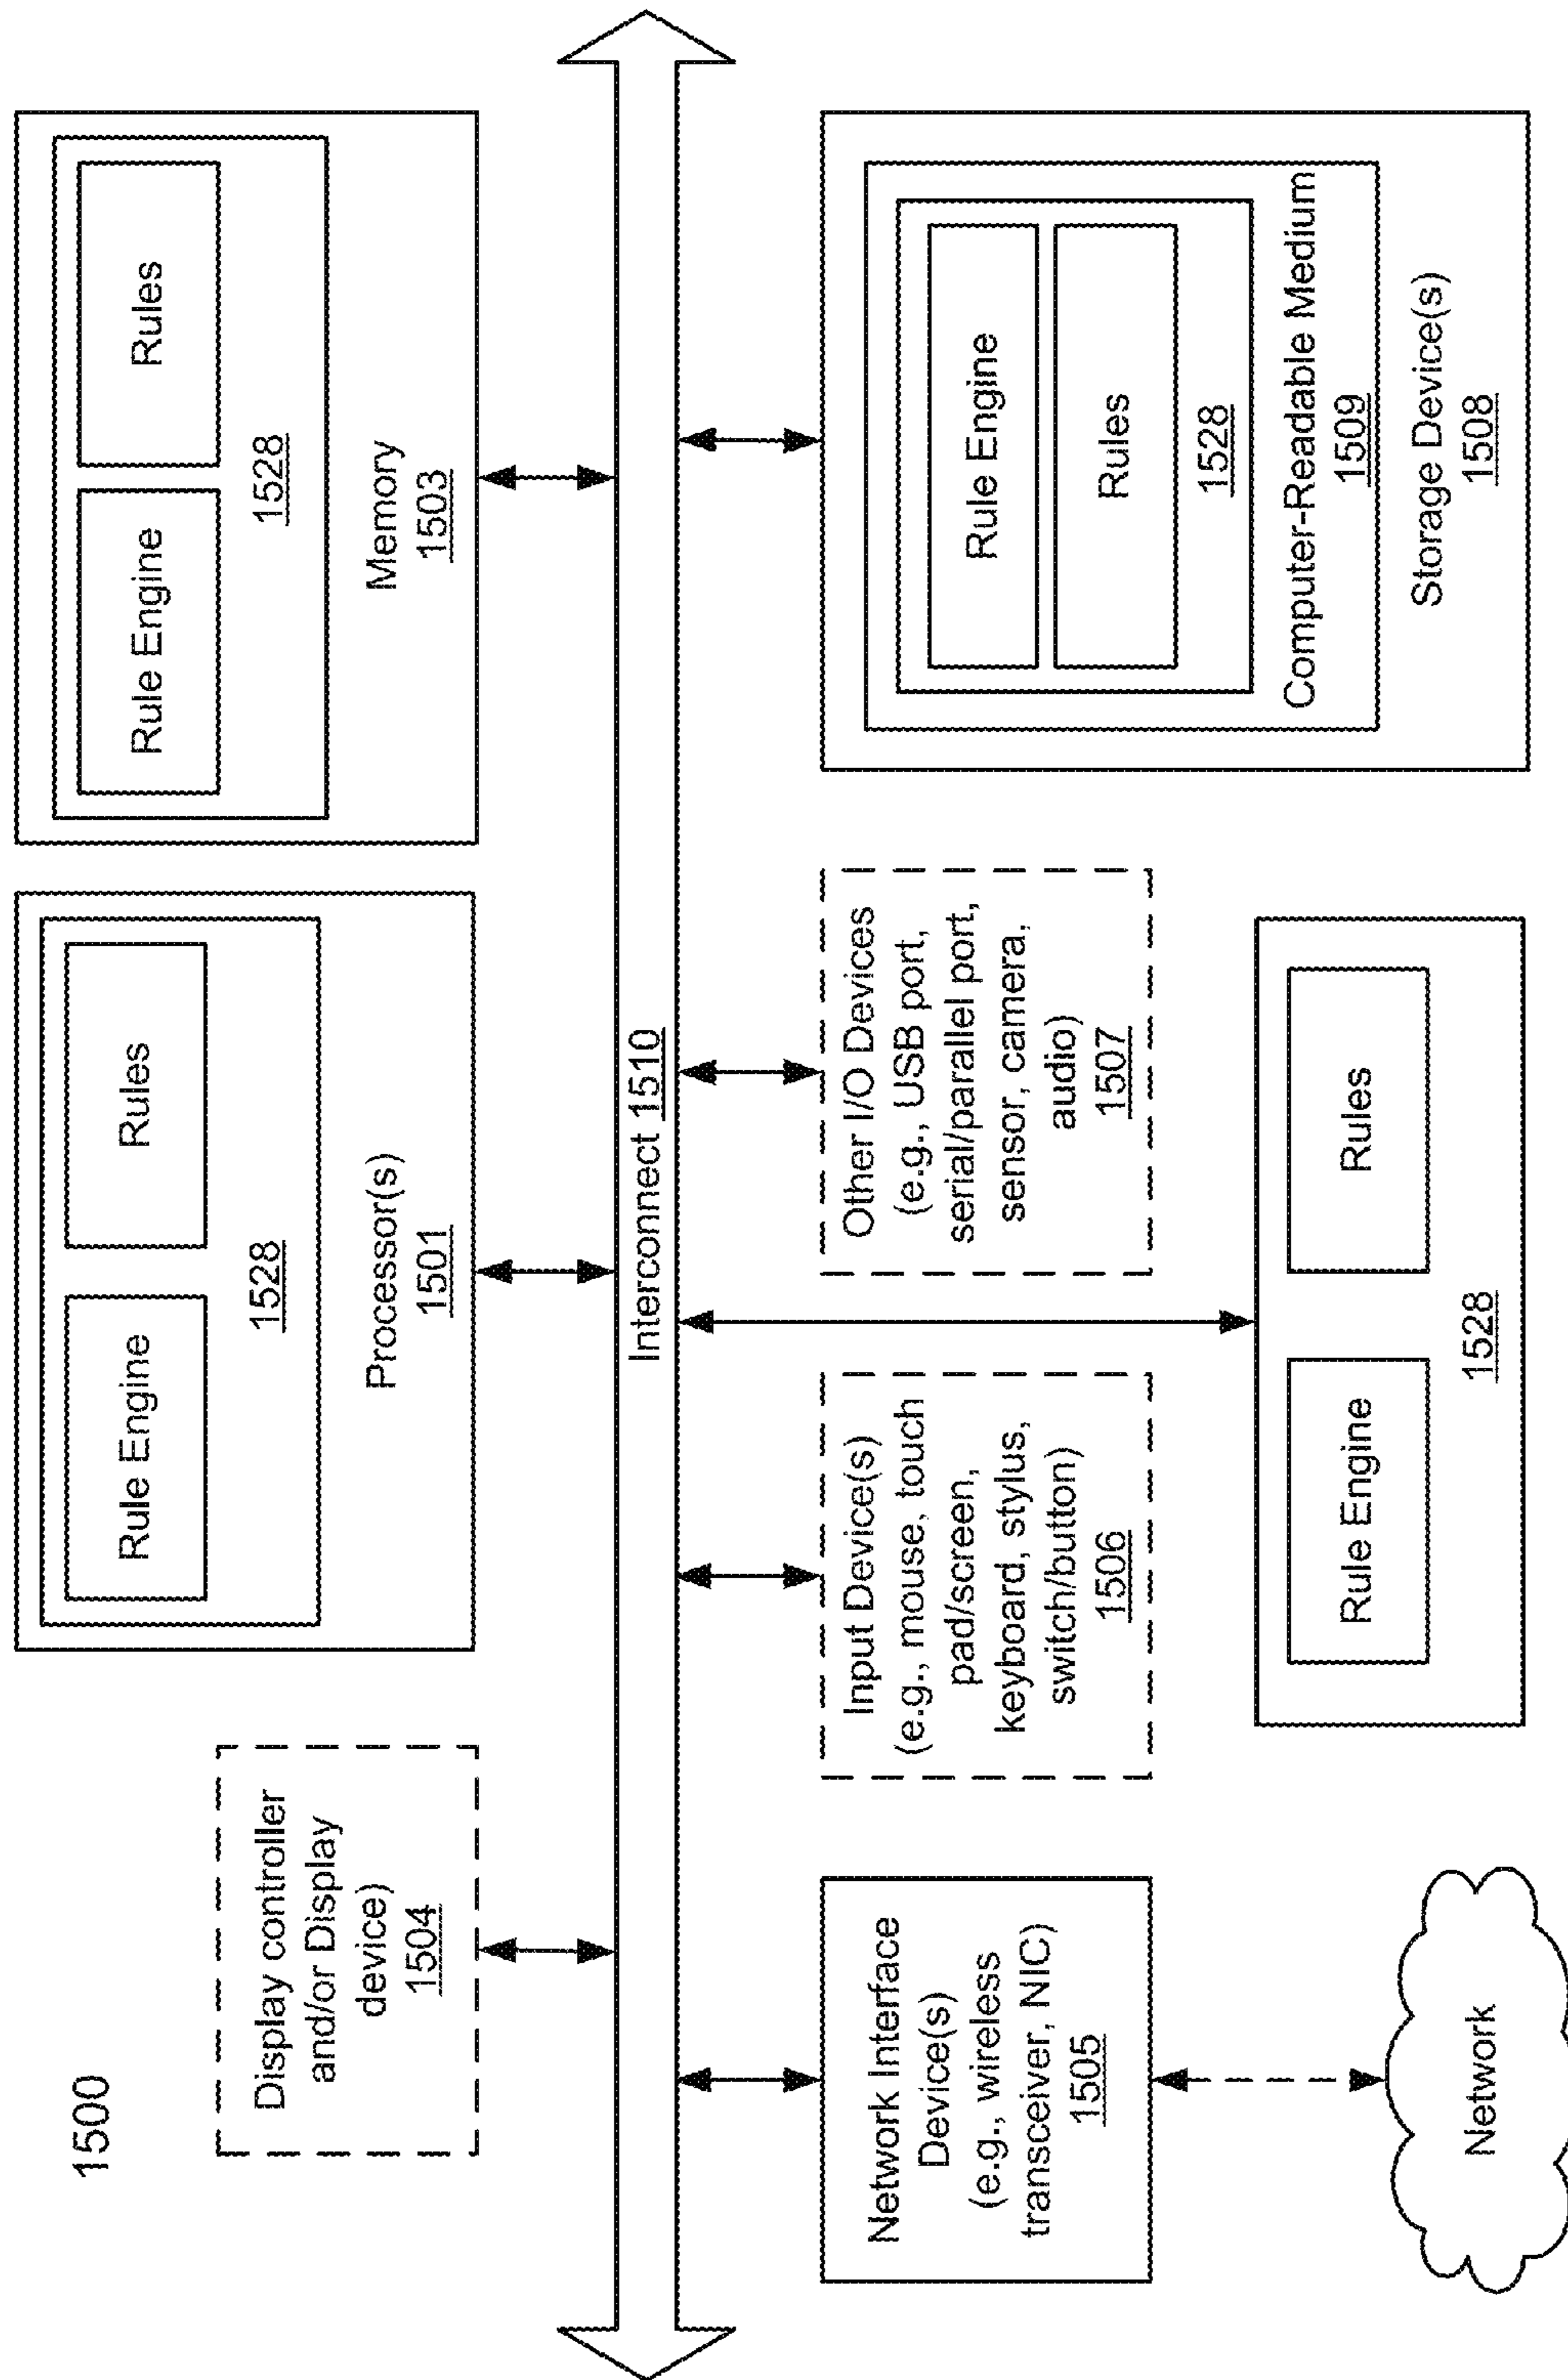 1500
Display controller
and/or Display
device)
1504
Rule Engine
Rules
1528
Processor(s)
1501
Rule Engine
Rules
1528
Memory
1503
Interconnect 1510
Network Interface
Device(s)
(e.g., wireless
transceiver, NIC)
1505
Network
Input Device(s)
(e.g., mouse, touch
pad/screen,
keyboard, stylus,
switch/button)
1506
Rule Engine
Rules
1528
Other I/O Devices
(e.g., USB port,
serial/parallel port,
sensor, camera,
audio)
1507
Rule Engine
Rules
1528
Computer-Readable Medium
1509
Storage Device(s)
1508